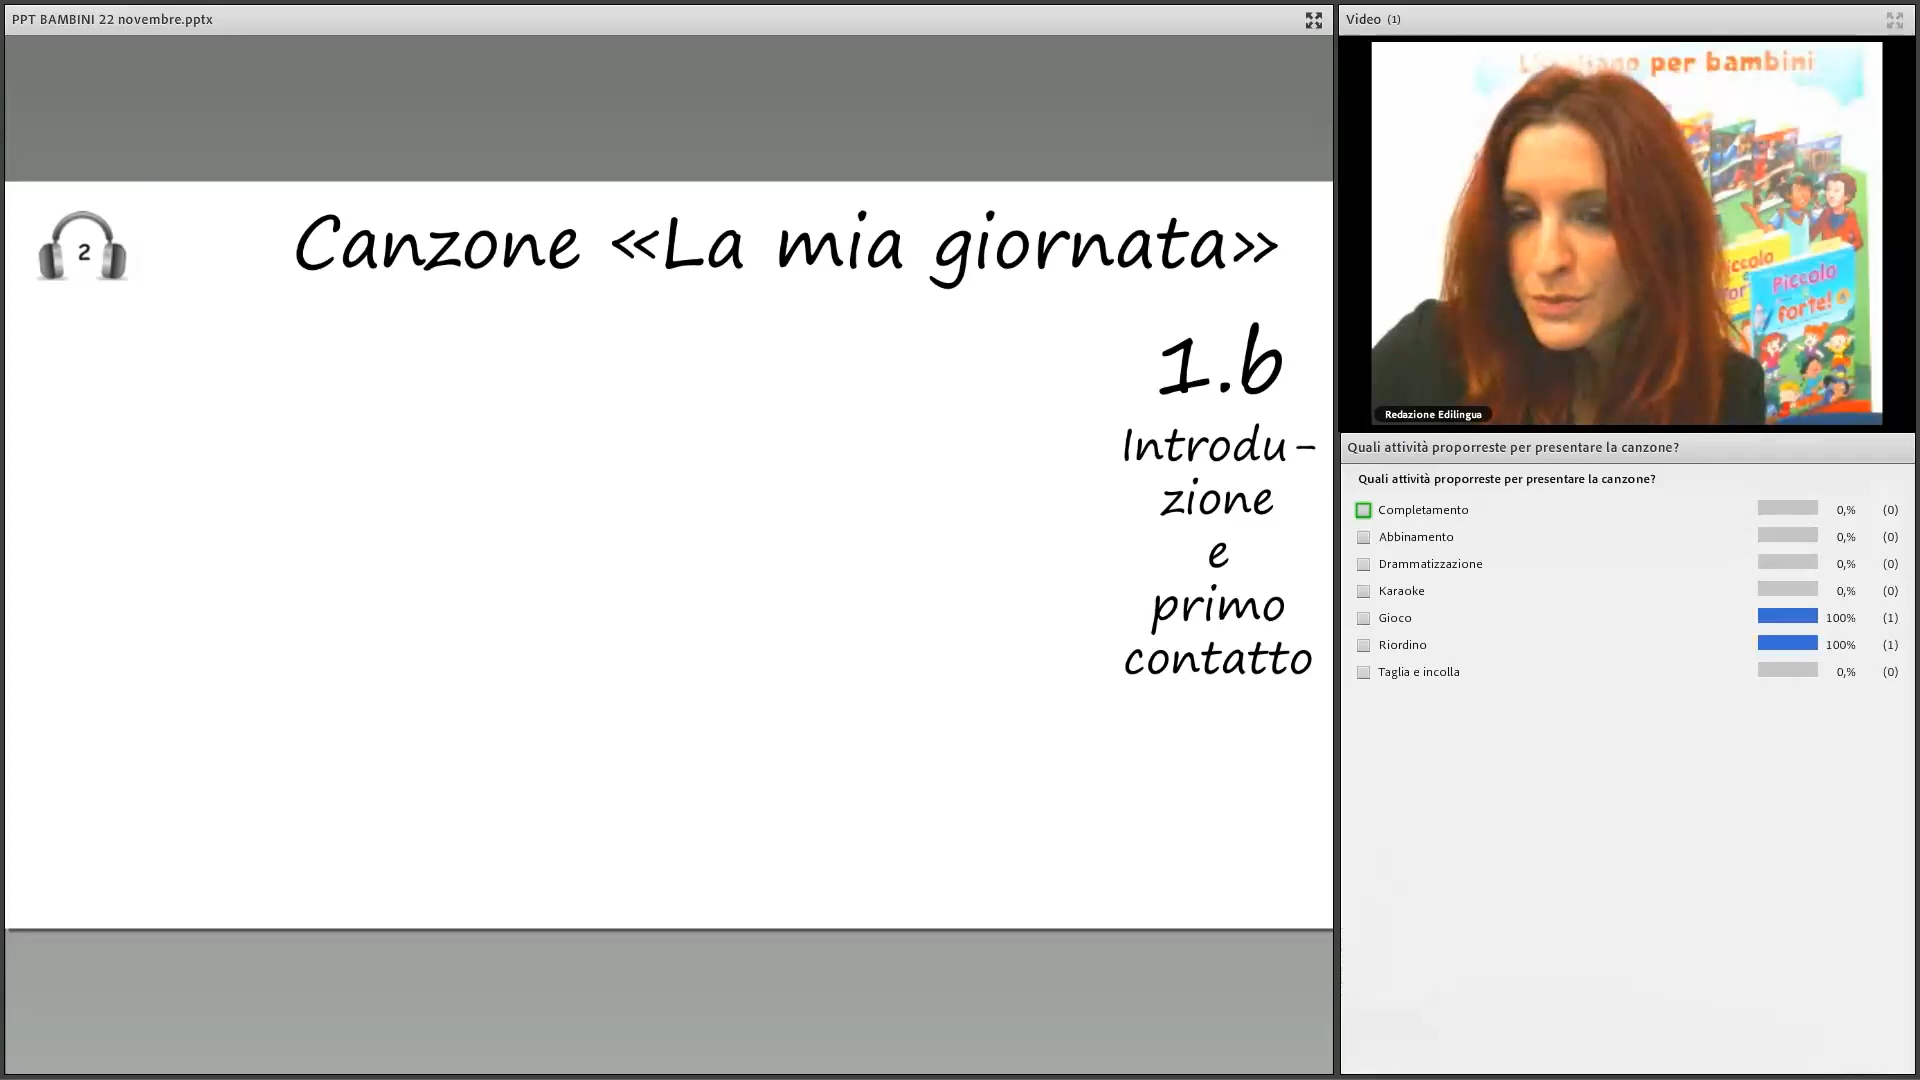 PPT BAMBINI 22 novembre.pptx
2
Canzone «La mia giornata»
1.b
Introdu-
zione
e
primo
contatto
Video (1)
per bambini
Piccolo
forte!
Redazione Edilingua
Quali attività proporreste per presentare la canzone?
Quali attività proporreste per presentare la canzone?
Completamento 0,% (0)
Abbinamento 0,% (0)
Drammatizzazione 0,% (0)
Karaoke 0,% (0)
Gioco 100% (1)
Riordino 100% (1)
Taglia e incolla 0,% (0)